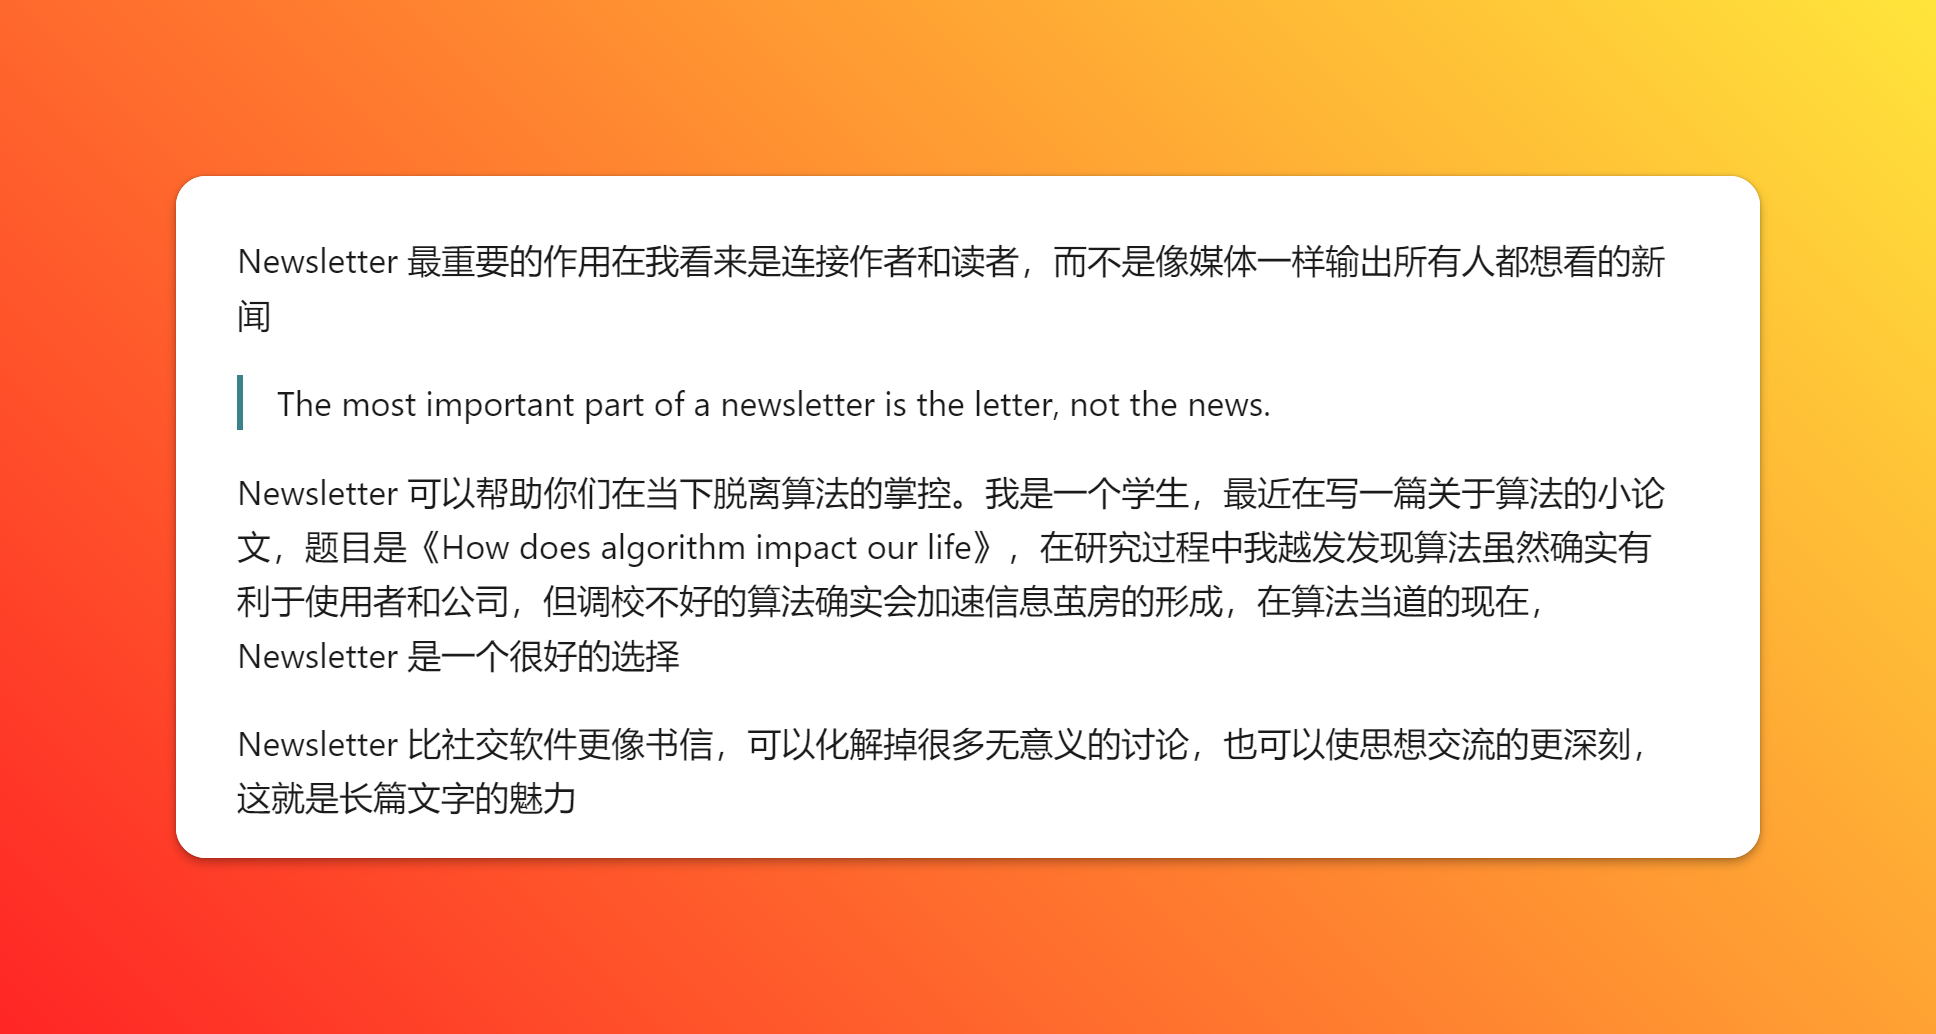 Newsletter 最重要的作用在我看来是连接作者和读者，而不是像媒体一样输出所有人都想看的新
闻
The most important part of a newsletter is the letter, not the news.
Newsletter 可以帮助你们在当下脱离算法的掌控。我是一个学生，最近在写一篇关于算法的小论
文，题目是《How does algorithm impact our life》，在研究过程中我越发发现算法虽然确实有
利于使用者和公司，但调校不好的算法确实会加速信息茧房的形成，在算法当道的现在，
Newsletter 是一个很好的选择
Newsletter 比社交软件更像书信，可以化解掉很多无意义的讨论，也可以使思想交流的更深刻，
这就是长篇文字的魅力